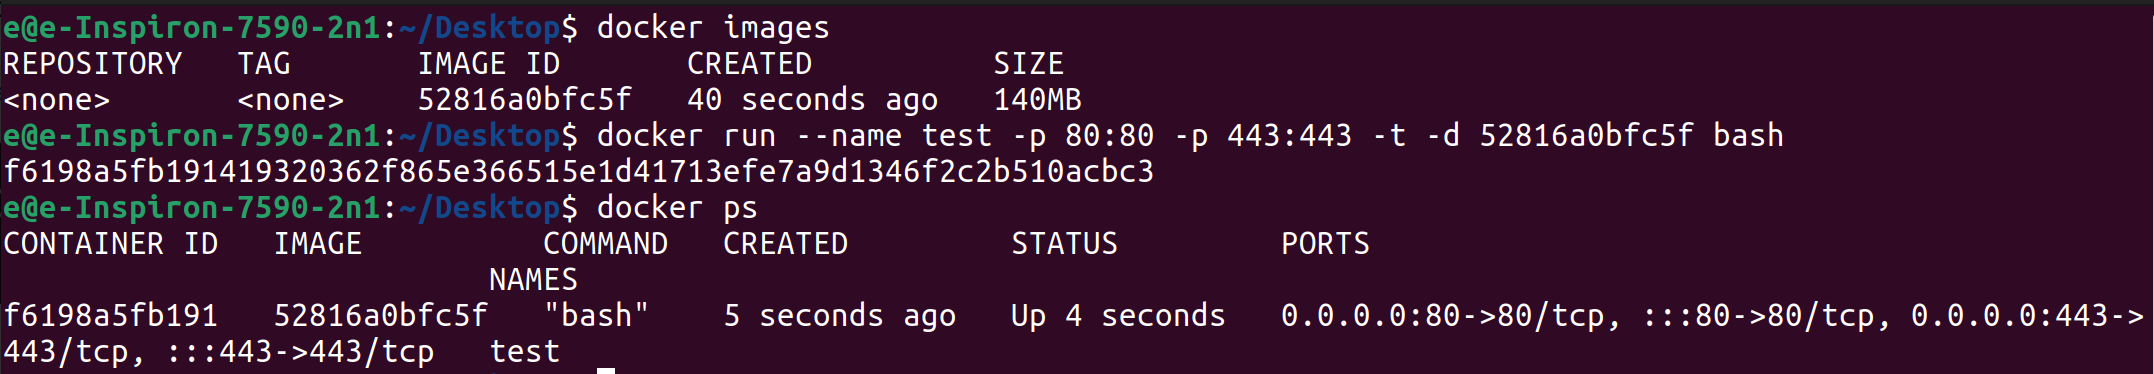 e@e-Inspiron-7590-2n1:~/Desktop$ docker images
REPOSITORY   TAG       IMAGE ID       CREATED          SIZE
<none>       <none>    52816a0bfc5f   40 seconds ago   140MB
e@e-Inspiron-7590-2n1:~/Desktop$ docker run --name test -p 80:80 -p 443:443 -t -d 52816a0bfc5f bash
f6198a5fb191419320362f865e366515e1d41713efe7a9d1346f2c2b510acbc3
e@e-Inspiron-7590-2n1:~/Desktop$ docker ps
CONTAINER ID   IMAGE          COMMAND   CREATED         STATUS         PORTS
                           NAMES
f6198a5fb191   52816a0bfc5f   "bash"    5 seconds ago   Up 4 seconds   0.0.0.0:80->80/tcp, :::80->80/tcp, 0.0.0.0:443->
443/tcp, :::443->443/tcp   test